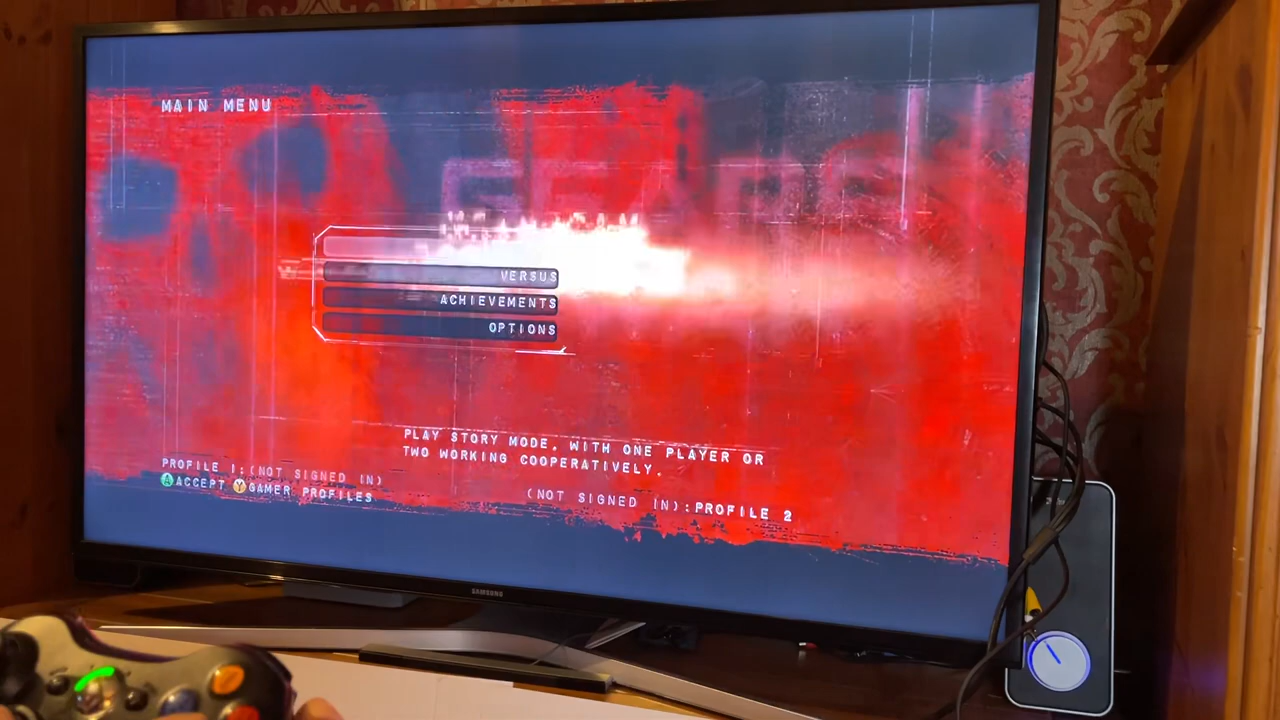 MAIN MENU
GEARS
VERSUS
ACHIEVEMENTS
OPTIONS
PLAY STORY MODE, WITH ONE PLAYER OR
TWO WORKING COOPERATIVELY.
PROFILE 1:(NOT SIGNED IN)
A ACCEPT Y GAMER PROFILES
(NOT SIGNED IN):PROFILE 2
SAMSUNG